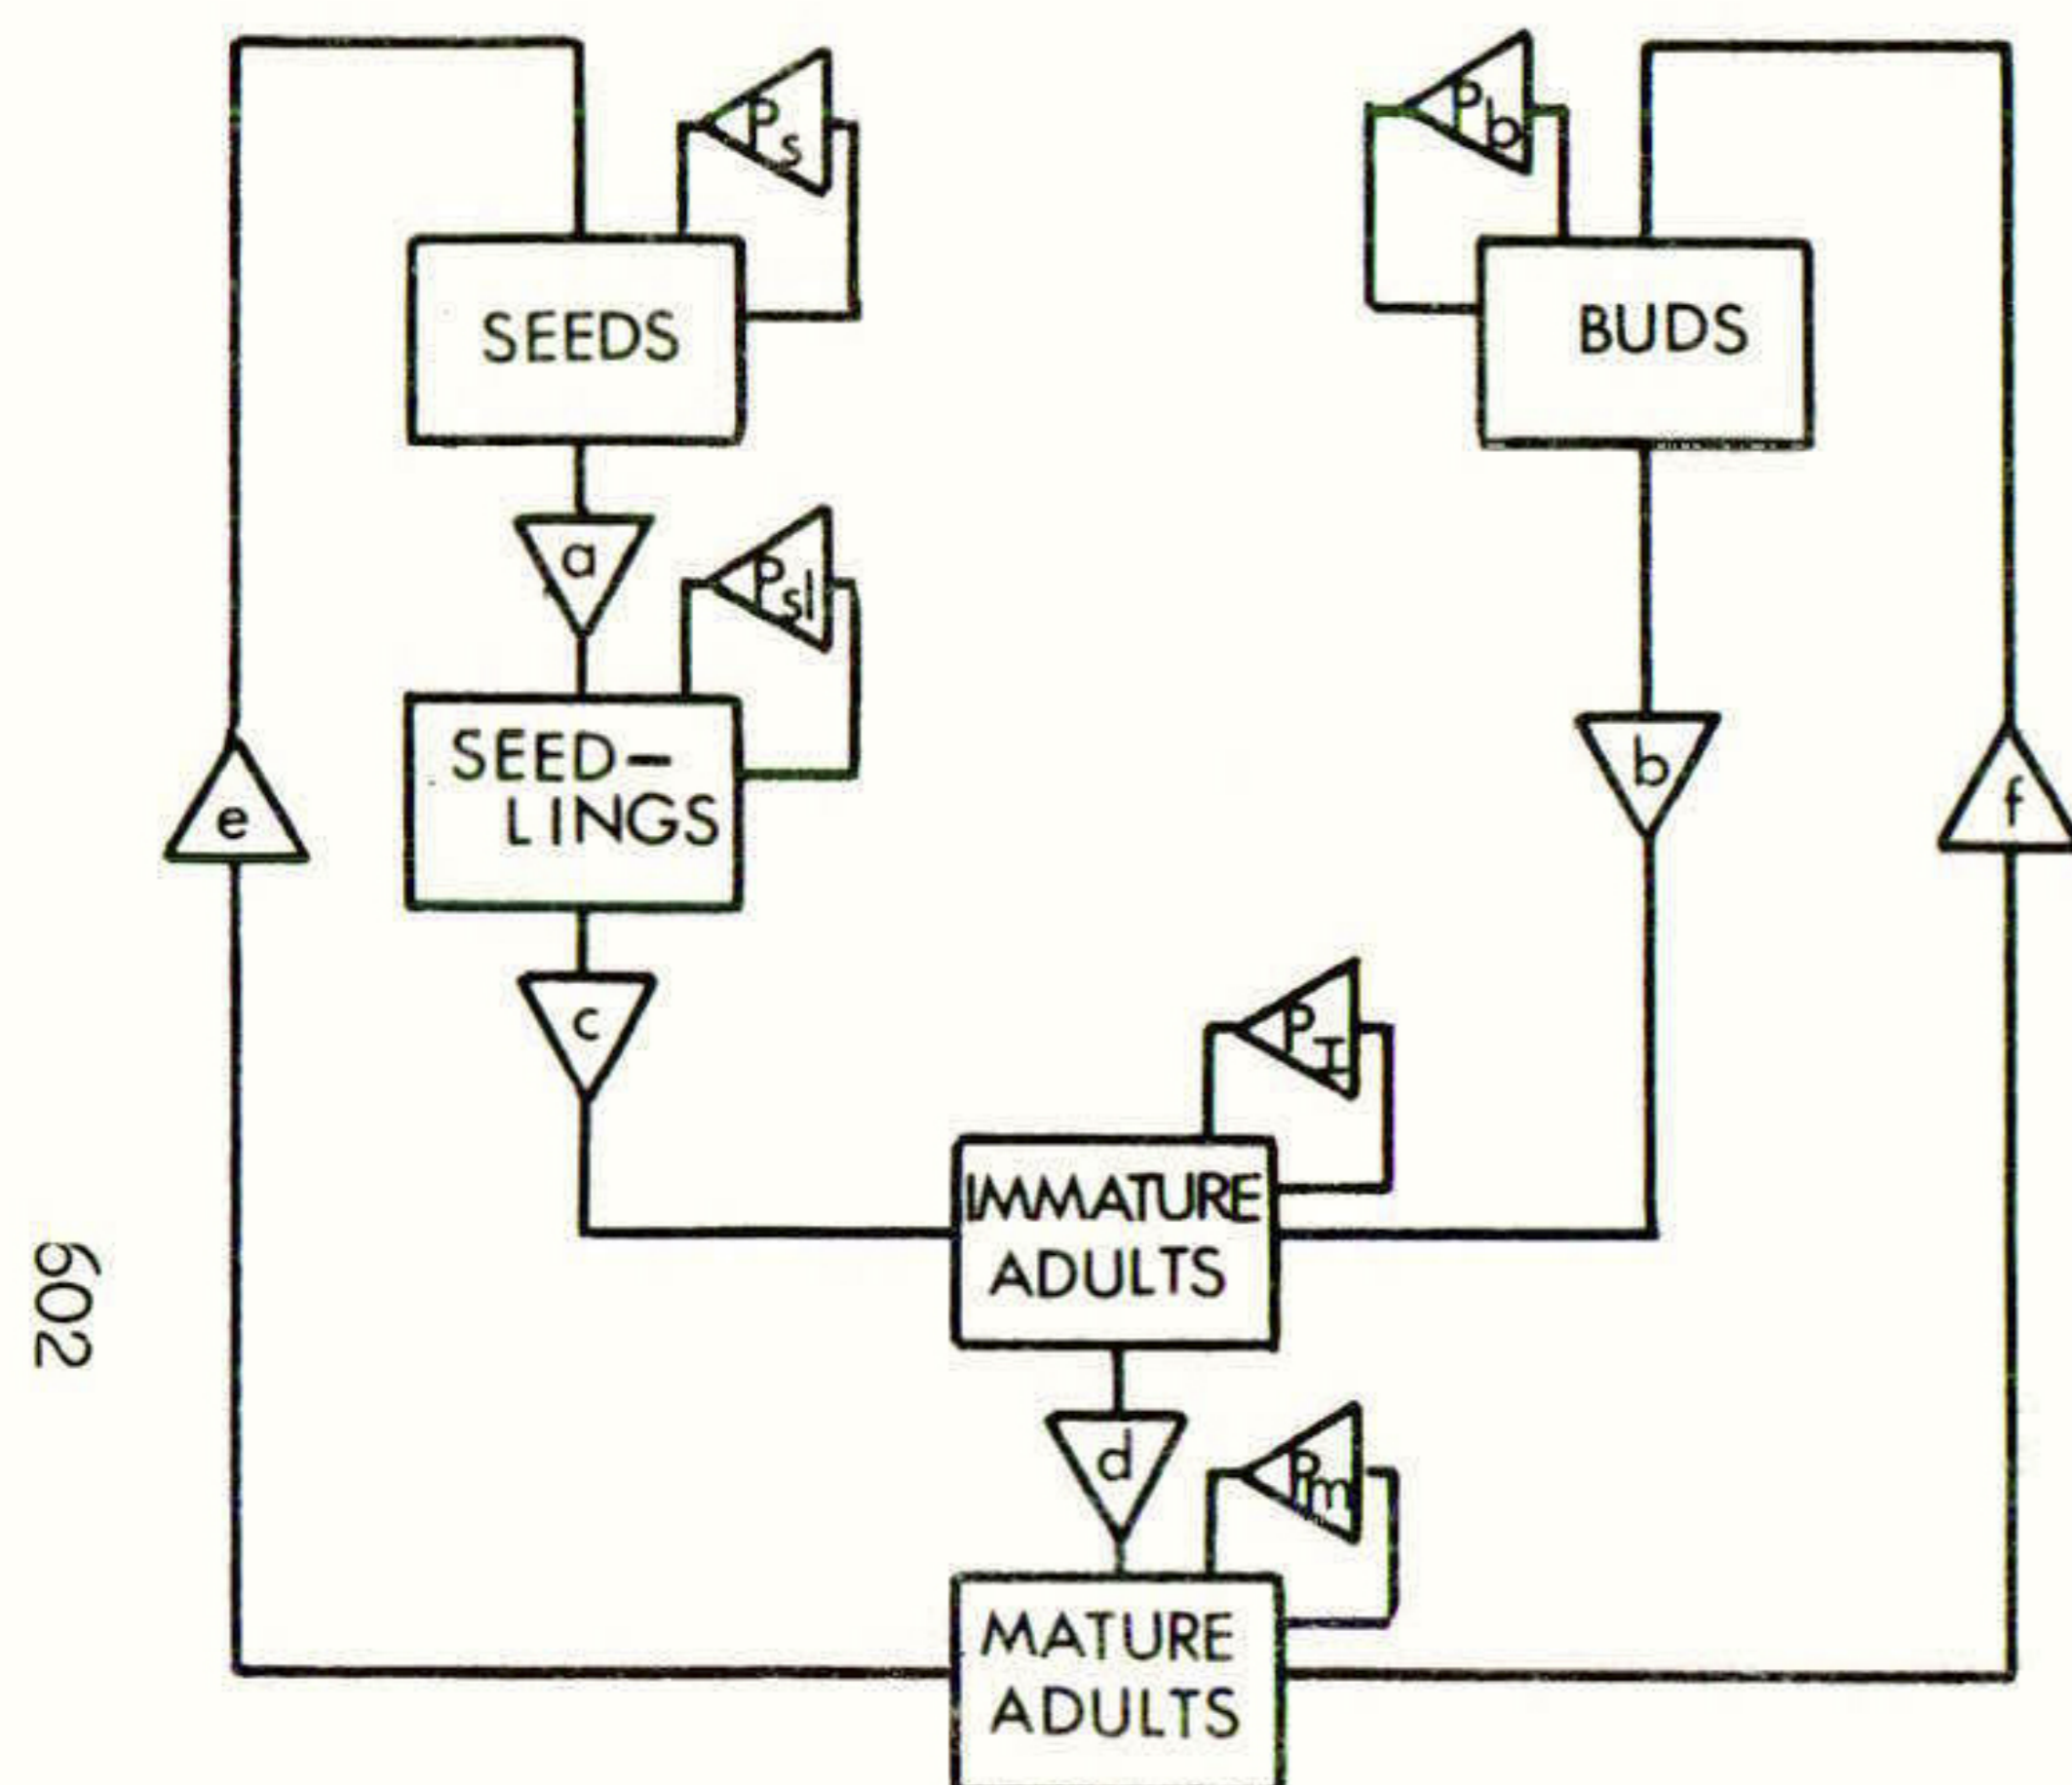 Ps
Pb
SEEDS
BUDS
a
Psl
SEED-
LINGS
b
e
f
c
PI
IMMATURE
ADULTS
602
d
Pm
MATURE
ADULTS